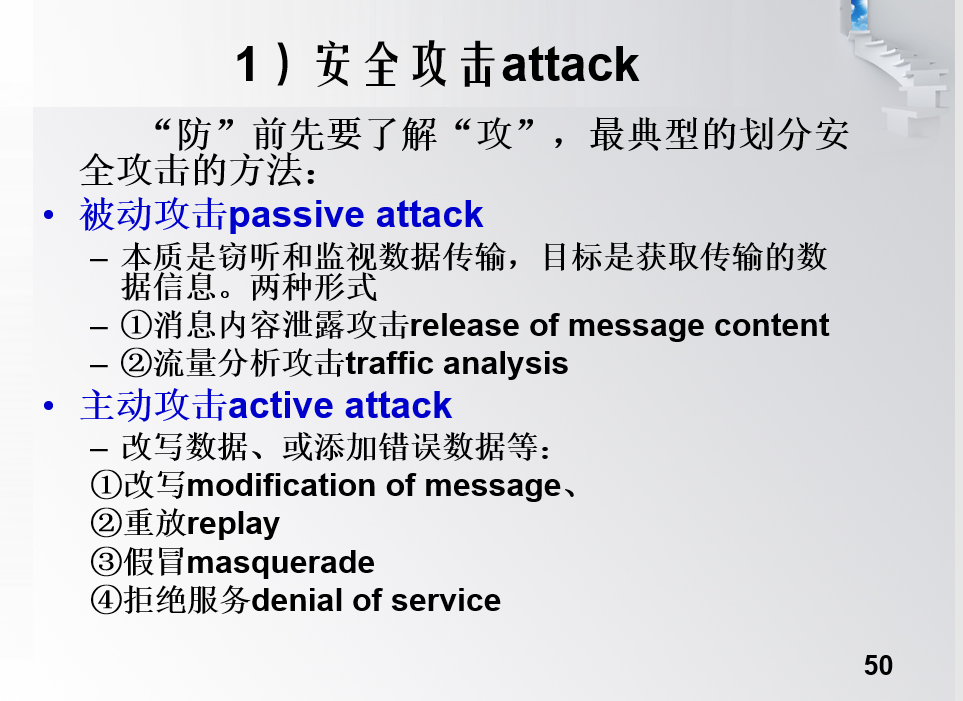 1）安全攻击attack
“防”前先要了解“攻”，最典型的划分安
全攻击的方法：
• 被动攻击passive attack
– 本质是窃听和监视数据传输，目标是获取传输的数
据信息。两种形式
– ①消息内容泄露攻击release of message content
– ②流量分析攻击traffic analysis
• 主动攻击active attack
– 改写数据、或添加错误数据等：
①改写modification of message、
②重放replay
③假冒masquerade
④拒绝服务denial of service
50